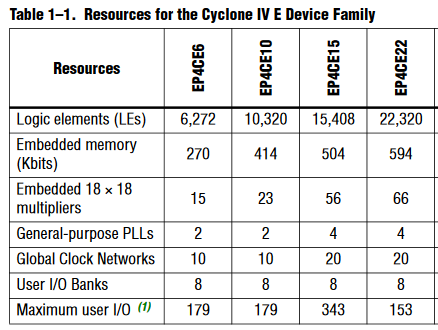 Table 1–1. Resources for the Cyclone IV E Device Family
Resources EP4CE6 EP4CE10 EP4CE15 EP4CE22
Logic elements (LEs) 6,272 10,320 15,408 22,320
Embedded memory
(Kbits) 270 414 504 594
Embedded 18 × 18
multipliers 15 23 56 66
General-purpose PLLs 2 2 4 4
Global Clock Networks 10 10 20 20
User I/O Banks 8 8 8 8
Maximum user I/O (1) 179 179 343 153